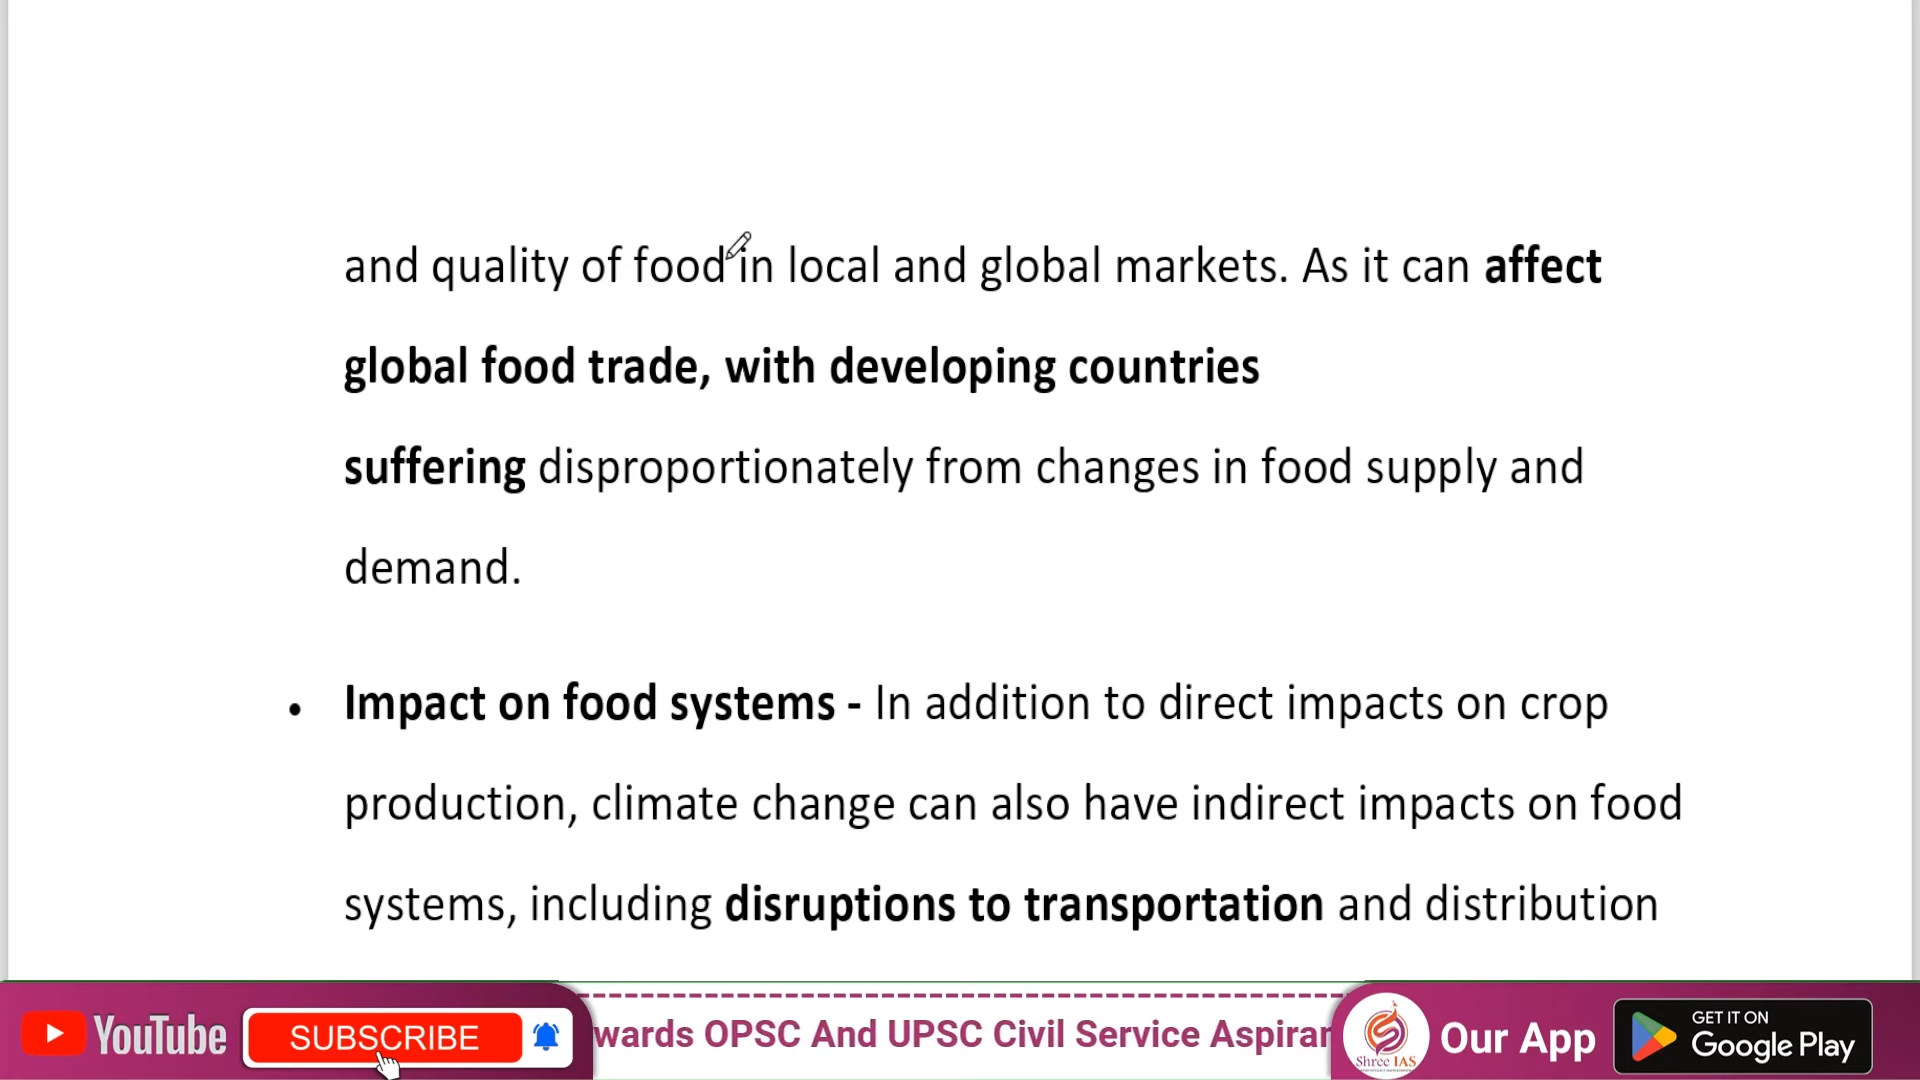 and quality of food in local and global markets. As it can affect
global food trade, with developing countries
suffering disproportionately from changes in food supply and
demand.
• Impact on food systems - In addition to direct impacts on crop
production, climate change can also have indirect impacts on food
systems, including disruptions to transportation and distribution
YouTube
SUBSCRIBE
wards OPSC And UPSC Civil Service Aspiran
Shree IAS
Our App
GET IT ON
Google Play